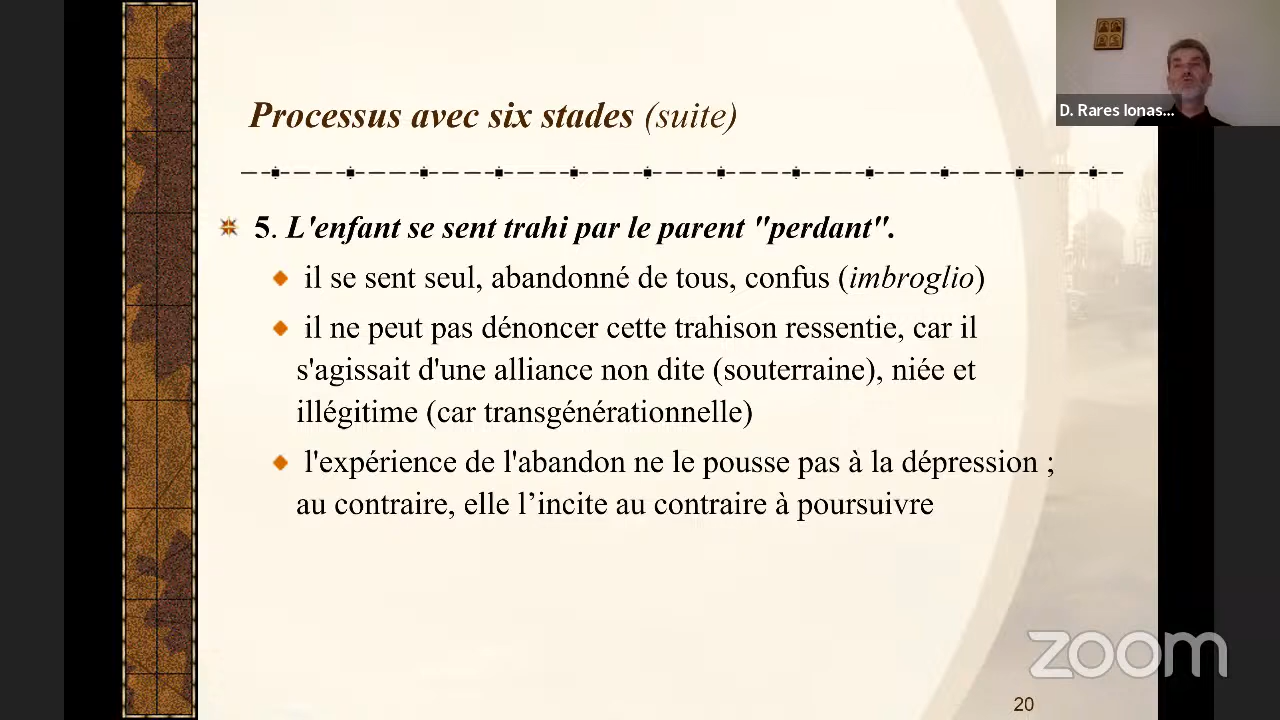 Processus avec six stades (suite)
D. Rares Ionas...
5. L'enfant se sent trahi par le parent "perdant".
il se sent seul, abandonné de tous, confus (imbroglio)
il ne peut pas dénoncer cette trahison ressentie, car il
s'agissait d'une alliance non dite (souterraine), niée et
illégitime (car transgénérationnelle)
l'expérience de l'abandon ne le pousse pas à la dépression ;
au contraire, elle l’incite au contraire à poursuivre
zoom
20